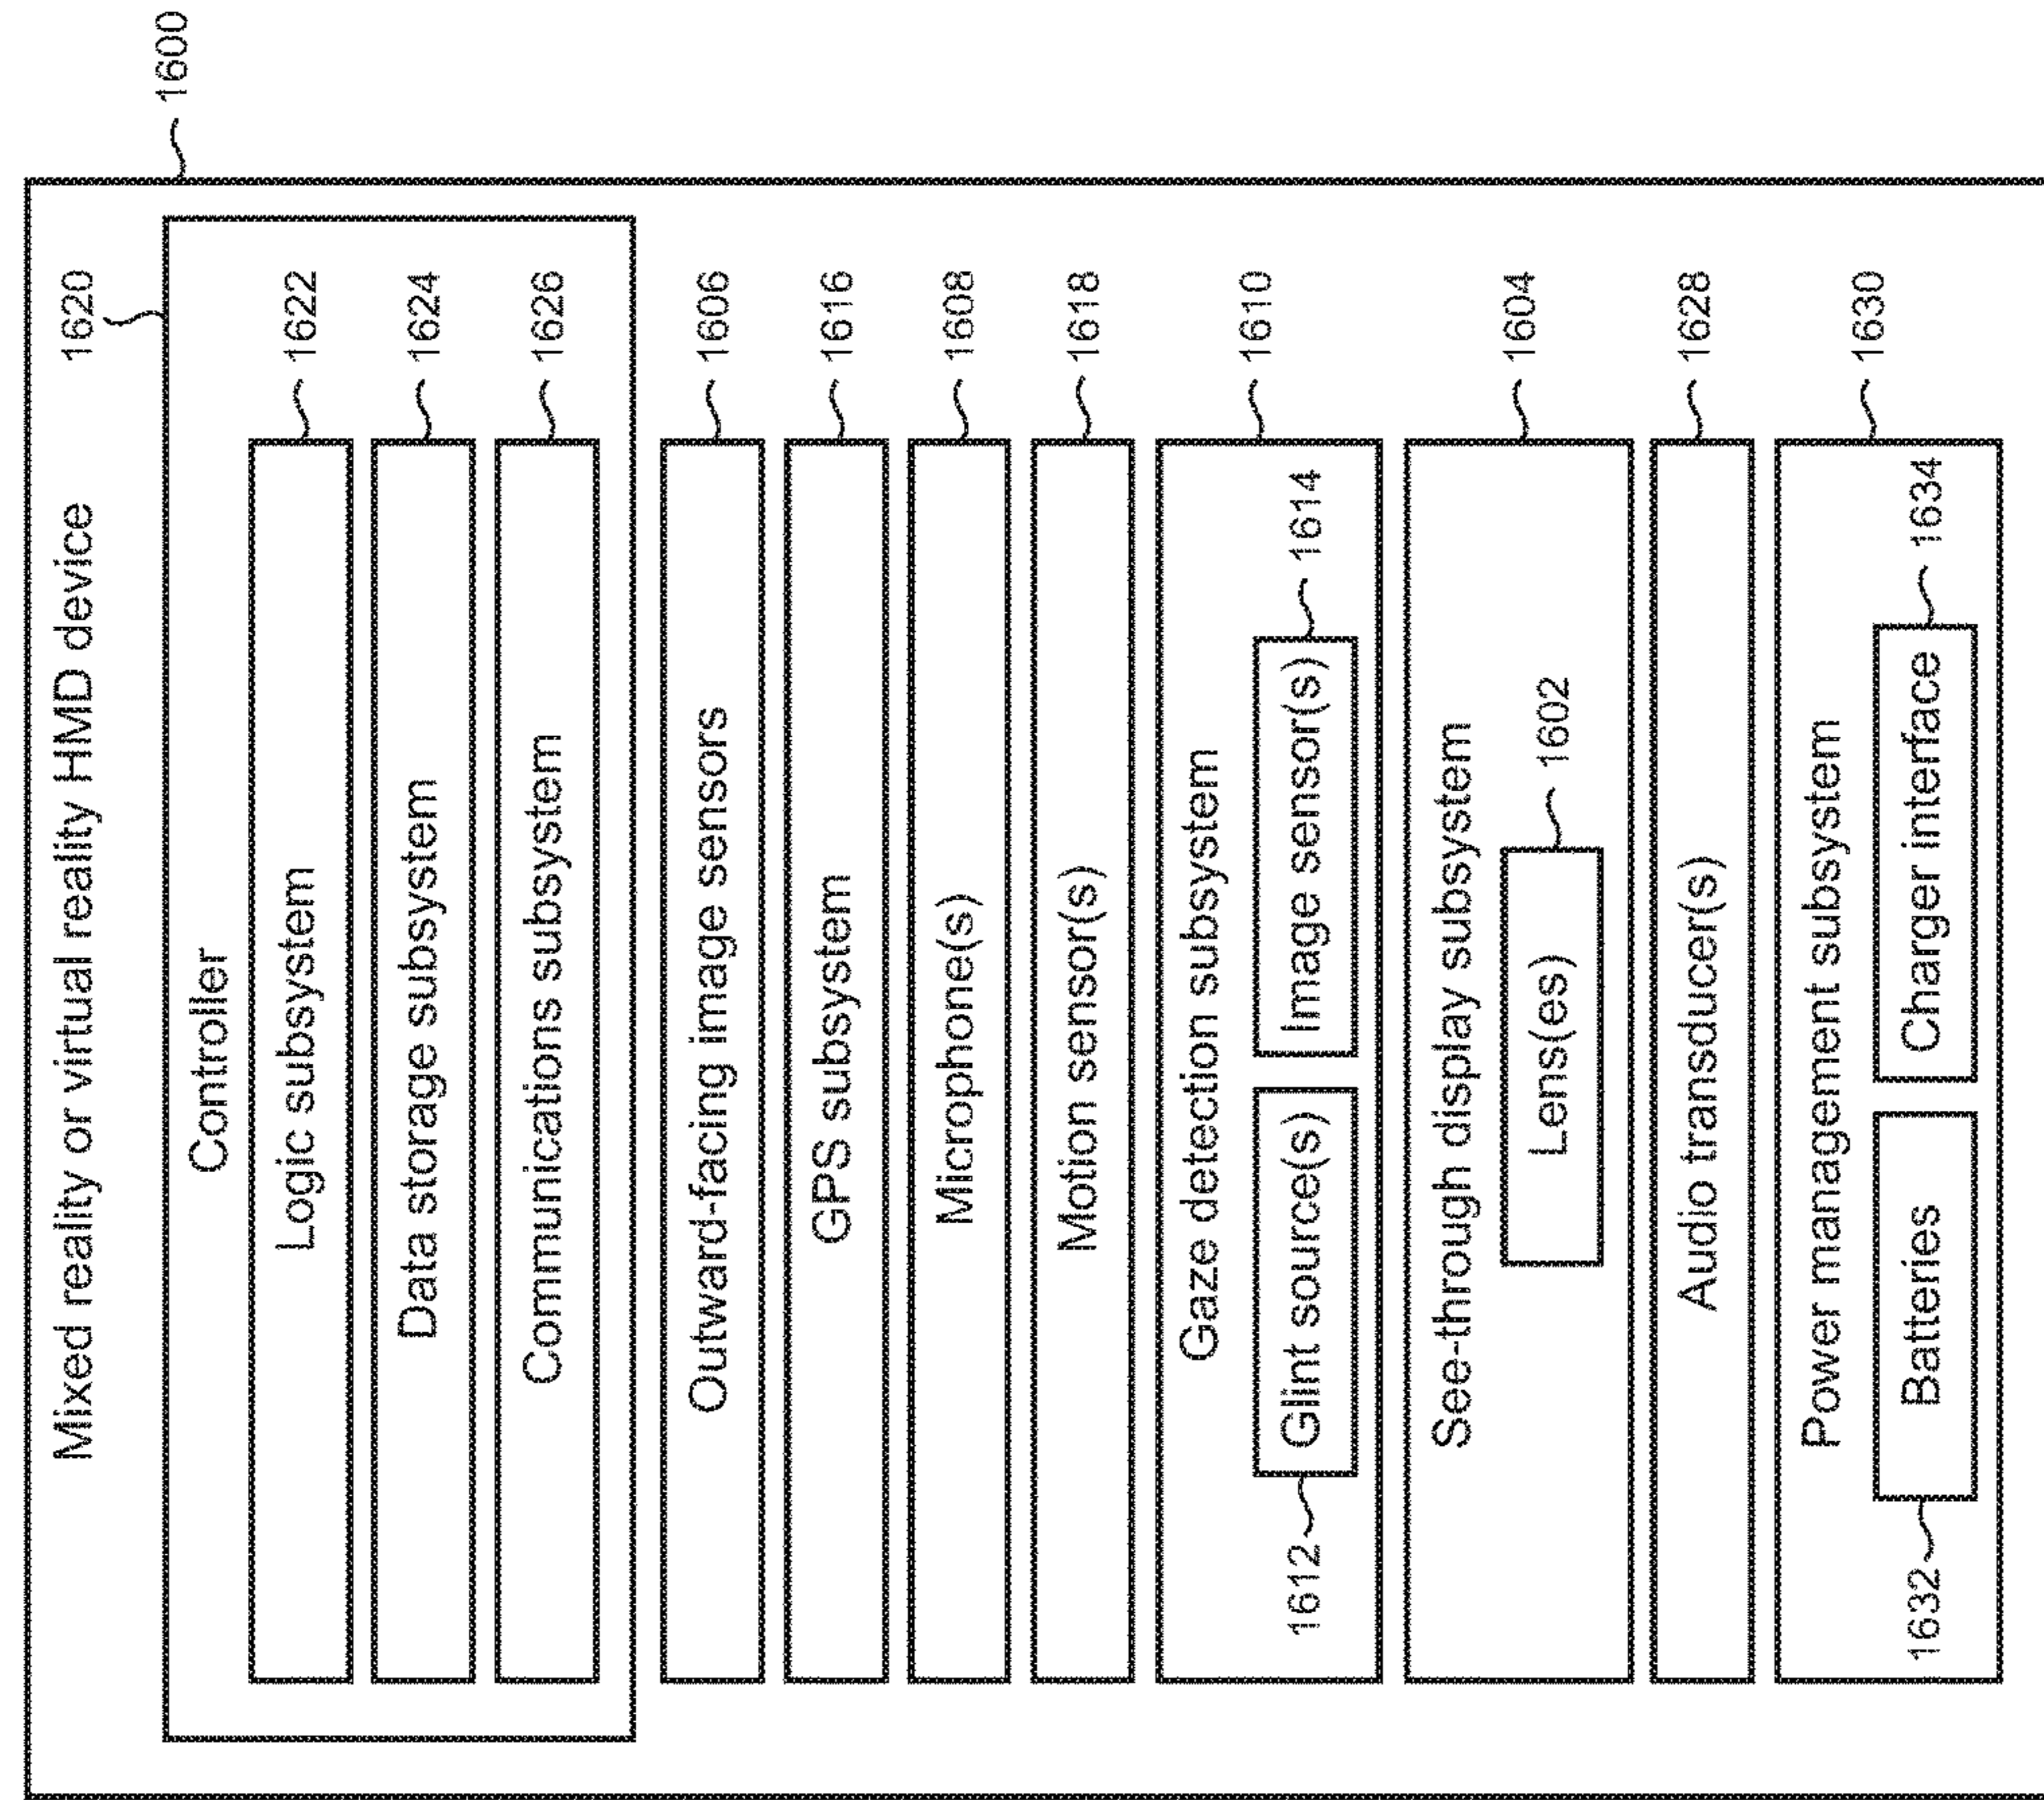 1600
Mixed reality or virtual reality HMD device
1620
Controller
Logic subsystem
1622
Data storage subsystem
1624
Communications subsystem
1626
Outward-facing image sensors
1606
GPS subsystem
1616
Microphone(s)
1608
Motion sensor(s)
1618
Gaze detection subsystem
1610
1612
Glint source(s)
Image sensor(s)
1614
See-through display subsystem
1604
Lens(es)
1602
Audio transducer(s)
1628
Power management subsystem
1630
1632
Batteries
Charger interface
1634